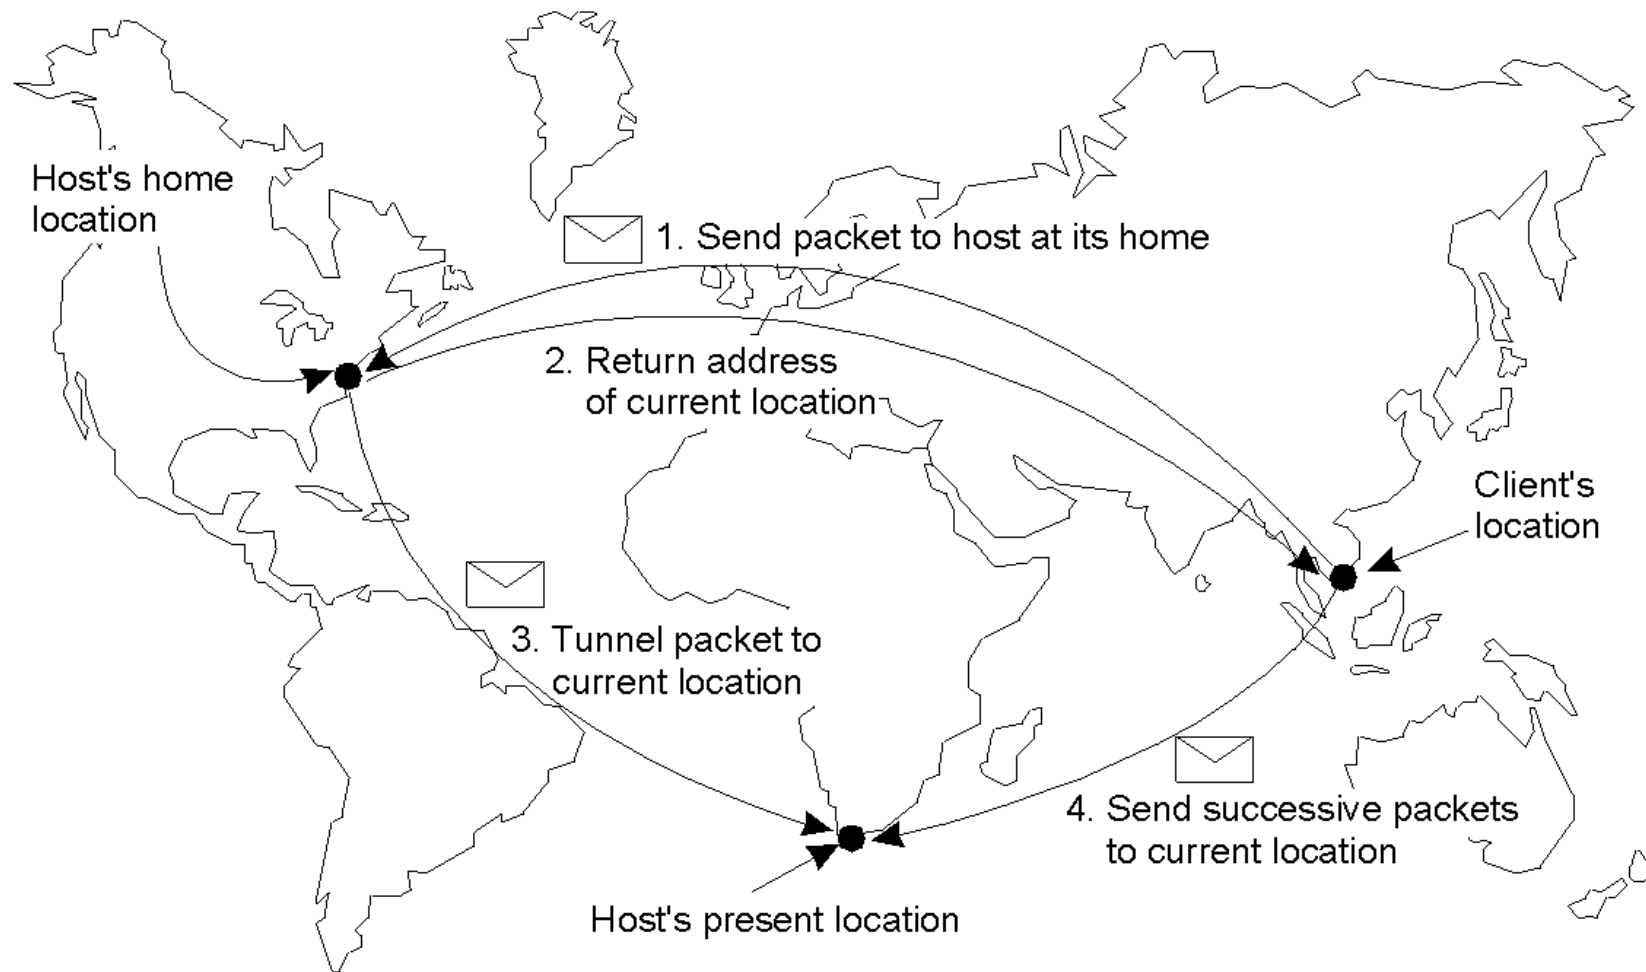 Host's home
location
1. Send packet to host at its home
2. Return address
of current location
Client's
location
3. Tunnel packet to
current location
4. Send successive packets
to current location
Host's present location